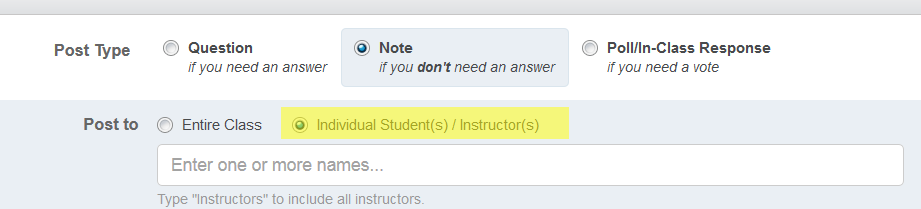 Post Type
Question
if you need an answer
Note
if you don't need an answer
Poll/In-Class Response
if you need a vote
Post to
Entire Class
Individual Student(s) / Instructor(s)
Enter one or more names...
Type "Instructors" to include all instructors.